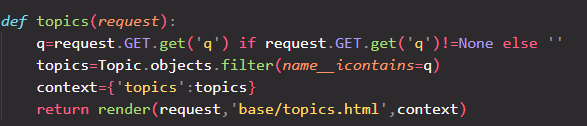 def topics(request):
    q=request.GET.get('q') if request.GET.get('q')!=None else ''
    topics=Topic.objects.filter(name__icontains=q)
    context={'topics':topics}
    return render(request,'base/topics.html',context)